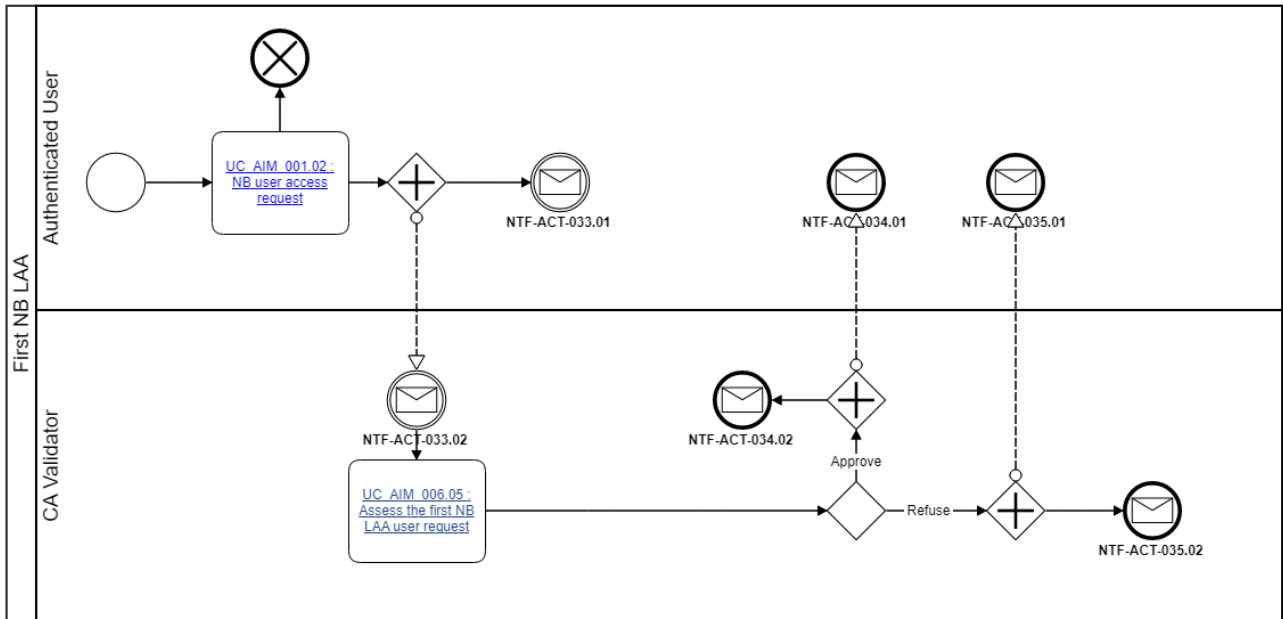 First NB LAA
Authenticated User
UC_AIM_001.02 :
NB user access
request
NTF-ACT-033.01
NTF-ACT-034.01
NTF-ACT-035.01
CA Validator
NTF-ACT-033.02
NTF-ACT-034.02
Approve
UC_AIM_006.05 :
Assess the first NB
LAA user request
Refuse
NTF-ACT-035.02